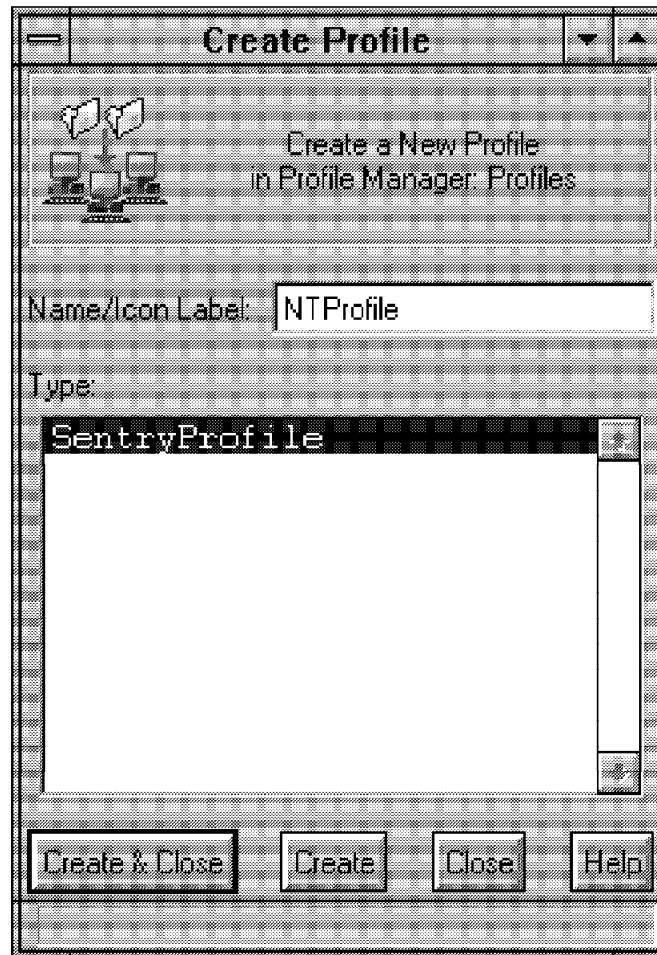 Create Profile
Create a New Profile
in Profile Manager: Profiles
Name/Icon Label: NTProfile
Type:
SentryProfile
Create & Close Create Close Help